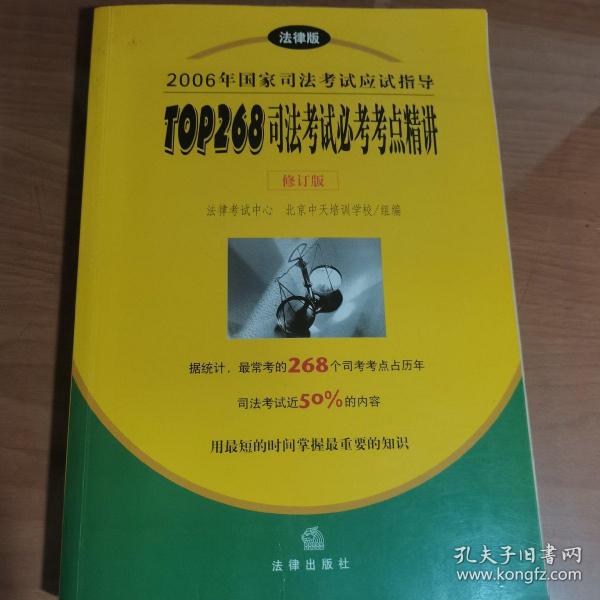 法律版
2006年国家司法考试应试指导
TOP268司法考试必考考点精讲
修订版
法律考试中心 北京中天培训学校/组编
据统计，最常考的268个司考考点占历年
司法考试近50%的内容
用最短的时间掌握最重要的知识
法律出版社
孔夫子旧书网
www.kongfz.com